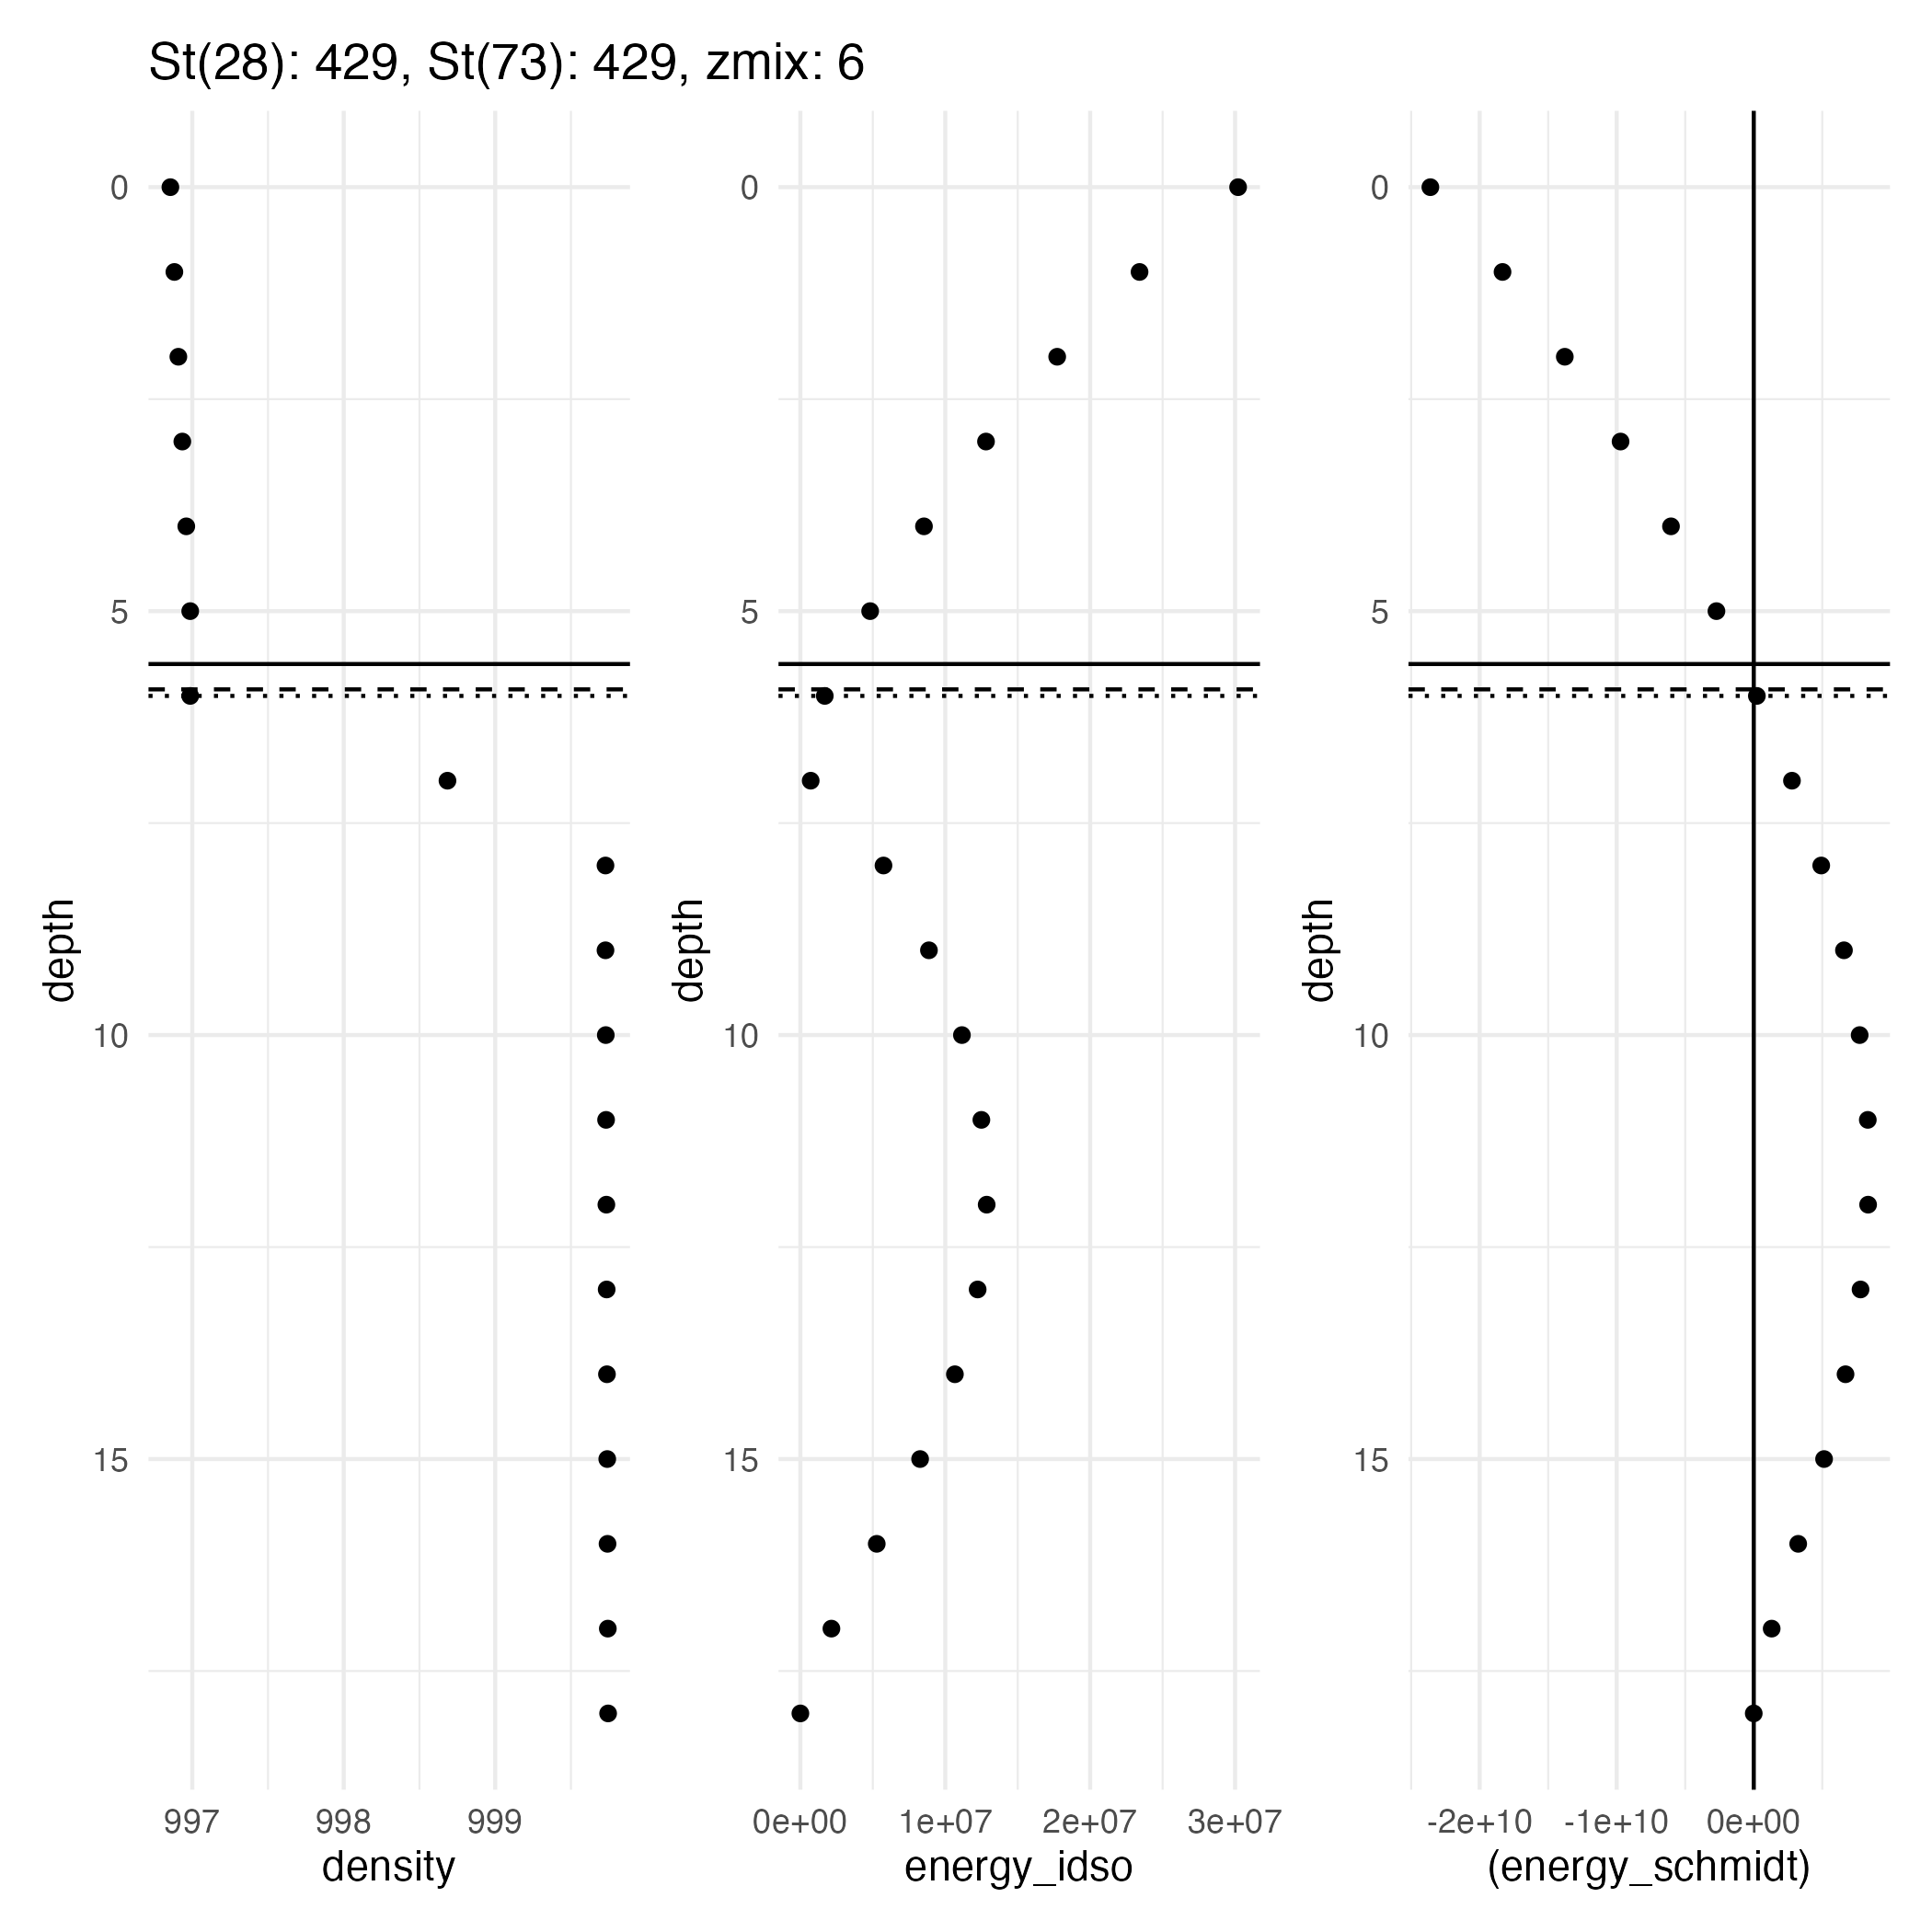 St(28): 429, St(73): 429, zmix: 6
0
5
10
15
depth
997 998 999
density
0
5
10
15
depth
0e+00 1e+07 2e+07 3e+07
energy_idso
0
5
10
15
depth
-2e+10 -1e+10 0e+00
(energy_schmidt)